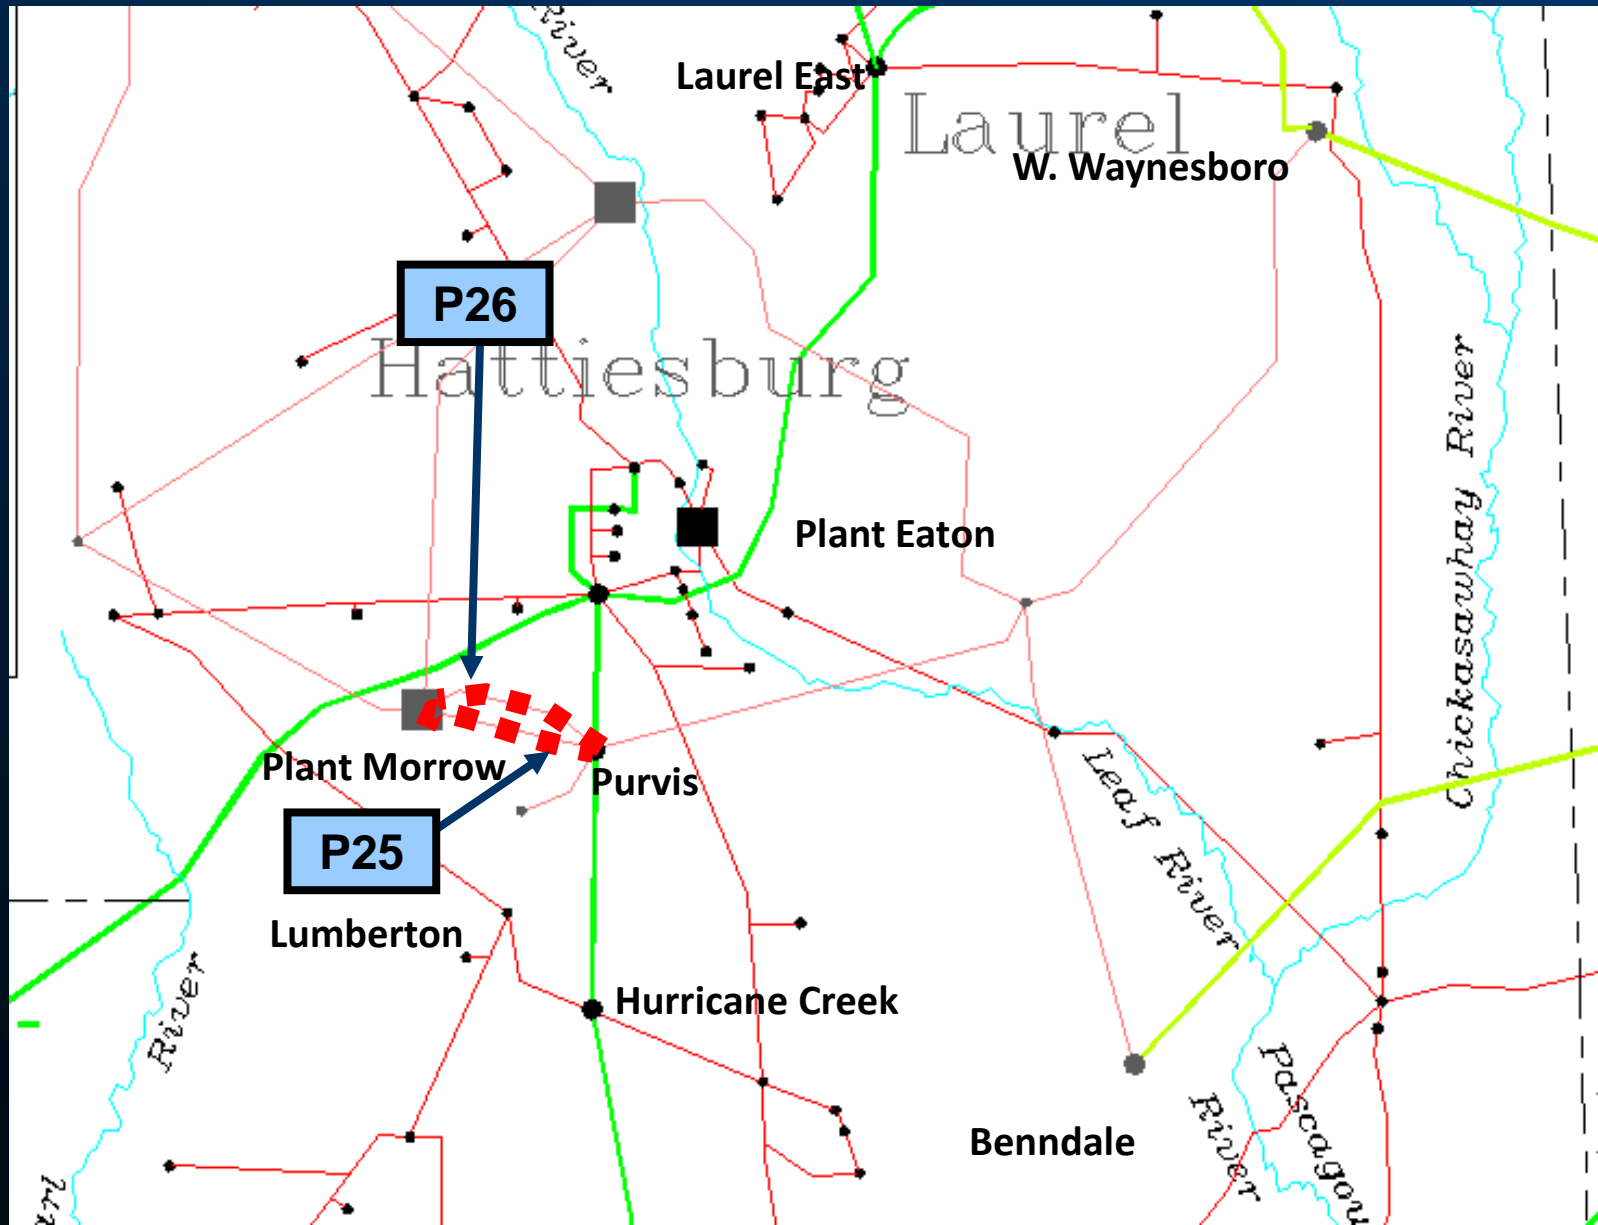 River
Laurel East
Laurel
W. Waynesboro
P26
Hattiesburg
Chickasawhay River
Plant Eaton
Plant Morrow
Purvis
Leaf River
P25
Lumberton
River
Hurricane Creek
Benndale
Pascagou
River